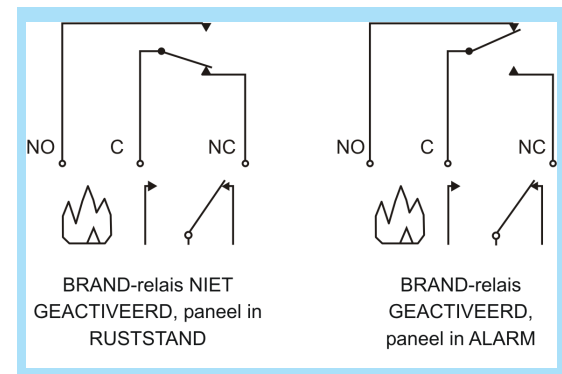 NO C NC NO C NC
BRAND-relais NIET
GEACTIVEERD, paneel in
RUSTSTAND
BRAND-relais
GEACTIVEERD,
paneel in ALARM